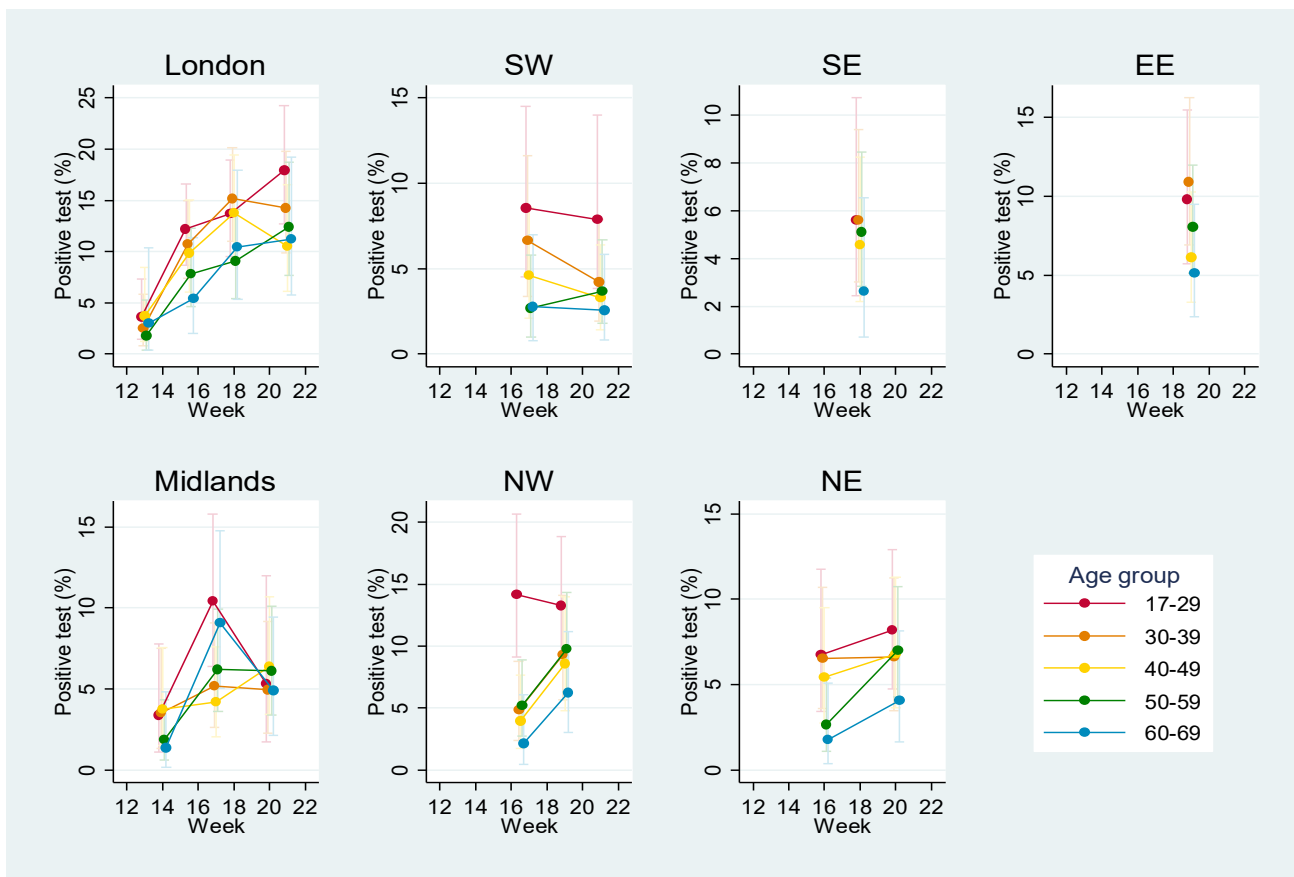 London
Positive test (%)
0 5 10 15 20 25
12 14 16 18 20 22
Week
SW
Positive test (%)
0 5 10 15
12 14 16 18 20 22
Week
SE
Positive test (%)
0 2 4 6 8 10
12 14 16 18 20 22
Week
EE
Positive test (%)
0 5 10 15
12 14 16 18 20 22
Week
Midlands
Positive test (%)
0 5 10 15
12 14 16 18 20 22
Week
NW
Positive test (%)
0 5 10 15 20
12 14 16 18 20 22
Week
NE
Positive test (%)
0 5 10 15
12 14 16 18 20 22
Week
Age group
17-29
30-39
40-49
50-59
60-69